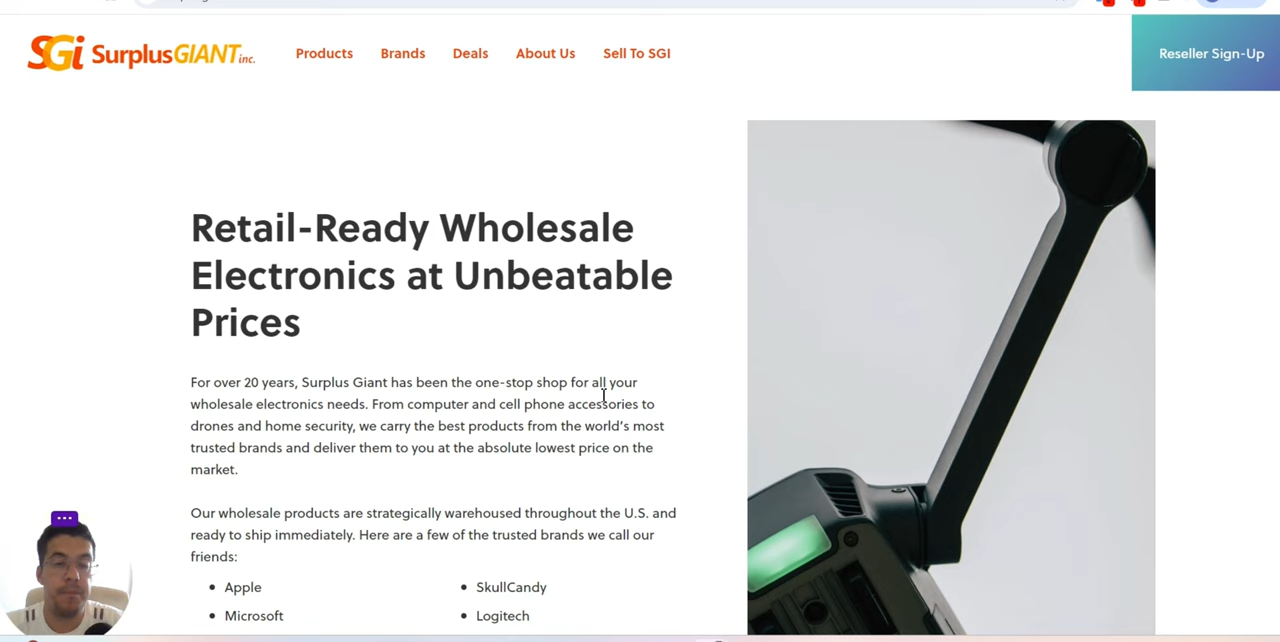 SGi SurplusGIANT inc.
Products Brands Deals About Us Sell To SGI
Reseller Sign-Up
Retail-Ready Wholesale
Electronics at Unbeatable
Prices
For over 20 years, Surplus Giant has been the one-stop shop for all your
wholesale electronics needs. From computer and cell phone accessories to
drones and home security, we carry the best products from the world's most
trusted brands and deliver them to you at the absolute lowest price on the
market.
Our wholesale products are strategically warehoused throughout the U.S. and
ready to ship immediately. Here are a few of the trusted brands we call our
friends:
• Apple
• SkullCandy
• Microsoft
• Logitech